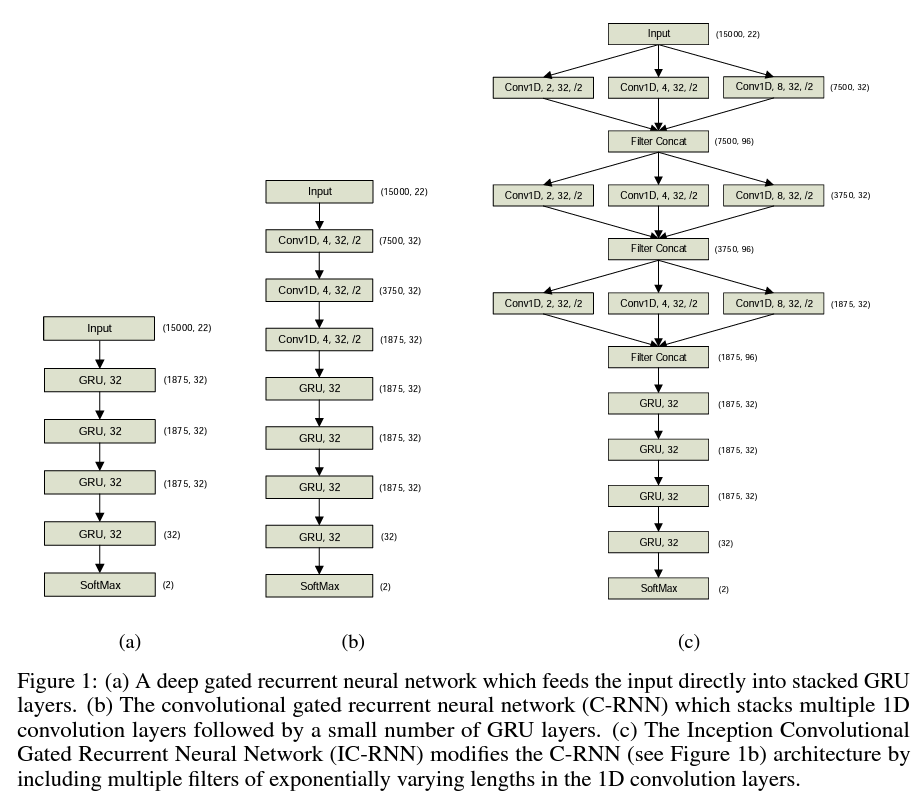 Input (15000, 22)
GRU, 32 (1875, 32)
GRU, 32 (1875, 32)
GRU, 32 (1875, 32)
GRU, 32 (32)
SoftMax (2)
(a)
Input (15000, 22)
Conv1D, 4, 32, /2 (7500, 32)
Conv1D, 4, 32, /2 (3750, 32)
Conv1D, 4, 32, /2 (1875, 32)
GRU, 32 (1875, 32)
GRU, 32 (1875, 32)
GRU, 32 (1875, 32)
GRU, 32 (32)
SoftMax (2)
(b)
Input (15000, 22)
Conv1D, 2, 32, /2 Conv1D, 4, 32, /2 Conv1D, 8, 32, /2 (7500, 32)
Filter Concat (7500, 96)
Conv1D, 2, 32, /2 Conv1D, 4, 32, /2 Conv1D, 8, 32, /2 (3750, 32)
Filter Concat (3750, 96)
Conv1D, 2, 32, /2 Conv1D, 4, 32, /2 Conv1D, 8, 32, /2 (1875, 32)
Filter Concat (1875, 96)
GRU, 32 (1875, 32)
GRU, 32 (1875, 32)
GRU, 32 (1875, 32)
GRU, 32 (32)
SoftMax (2)
(c)
Figure 1: (a) A deep gated recurrent neural network which feeds the input directly into stacked GRU
layers. (b) The convolutional gated recurrent neural network (C-RNN) which stacks multiple 1D
convolution layers followed by a small number of GRU layers. (c) The Inception Convolutional
Gated Recurrent Neural Network (IC-RNN) modifies the C-RNN (see Figure 1b) architecture by
including multiple filters of exponentially varying lengths in the 1D convolution layers.